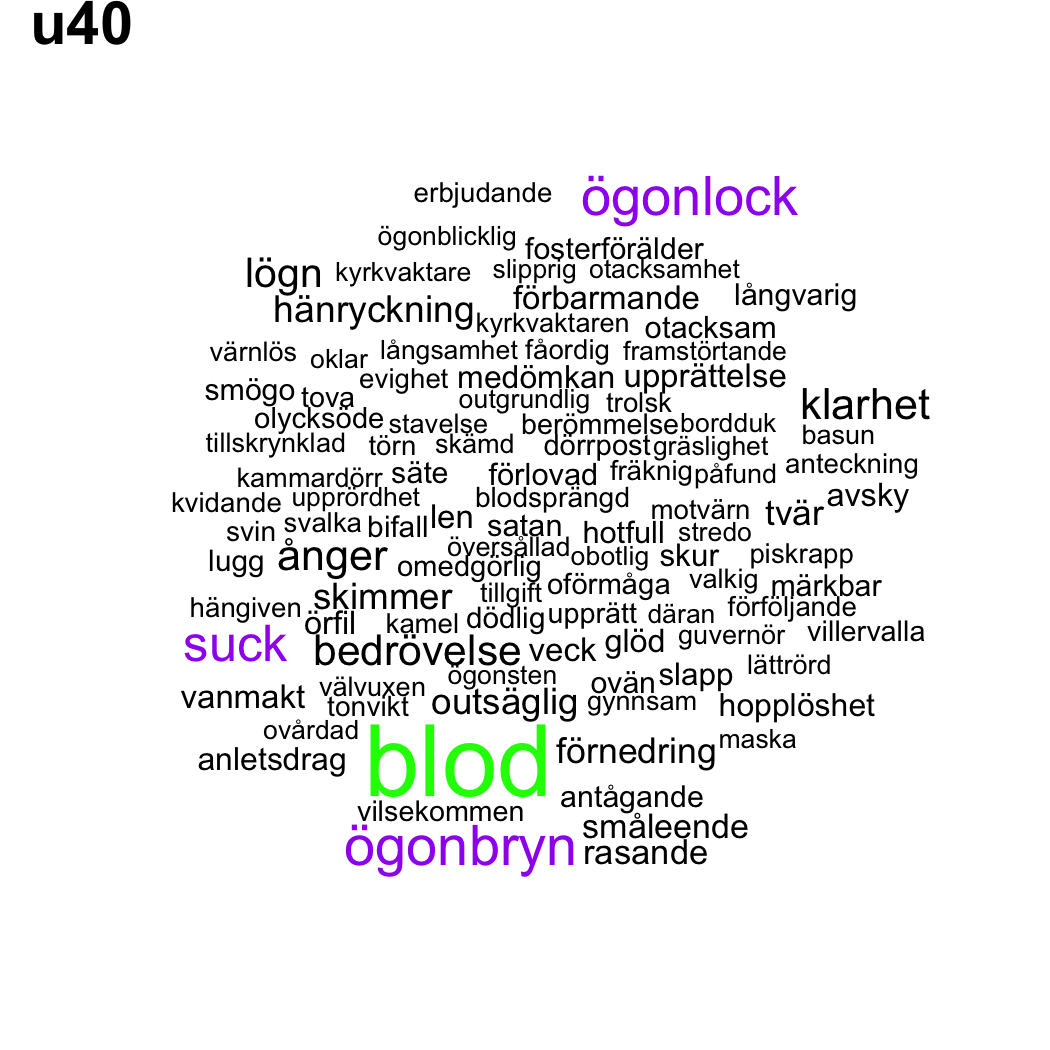 u40
erbjudande ögonlock
ögonblicklig fosterförälder
lögn kyrkvaktare slipprig otacksamhet
hänryckning förbarmande långvarig
kyrkvaktaren otacksam
värnlös oklar långsamhet fåordig framstörtande
smögo tova evighet medömkan upprättelse
outgrundlig trolsk klarhet
olycksöde stavelse berömmelse bordduk
tillskrynklad törn skämd dörrpost gräslighet basun
kammardörr säte förlovad fräknig påfund anteckning
kvidande upprördhet blodsprängd motvärn tvär avsky
svin svalka bifall len satan hotfull stredo
lugg ånger översållad obotlig skur piskrapp
omedgörlig oförmåga valkig märkbar
hängiven skimmer tillgift upprätt däran förföljande
örfil kamel dödlig guvernör villervalla
suck bedrövelse veck glöd lättrörd
vanmakt välvuxen ögonsten ovän slapp
tonvikt outsäglig gynnsam hopplöshet
ovårdad blod förnedring maska
anletsdrag antågande
vilsekommen småleende
ögonbryn rasande